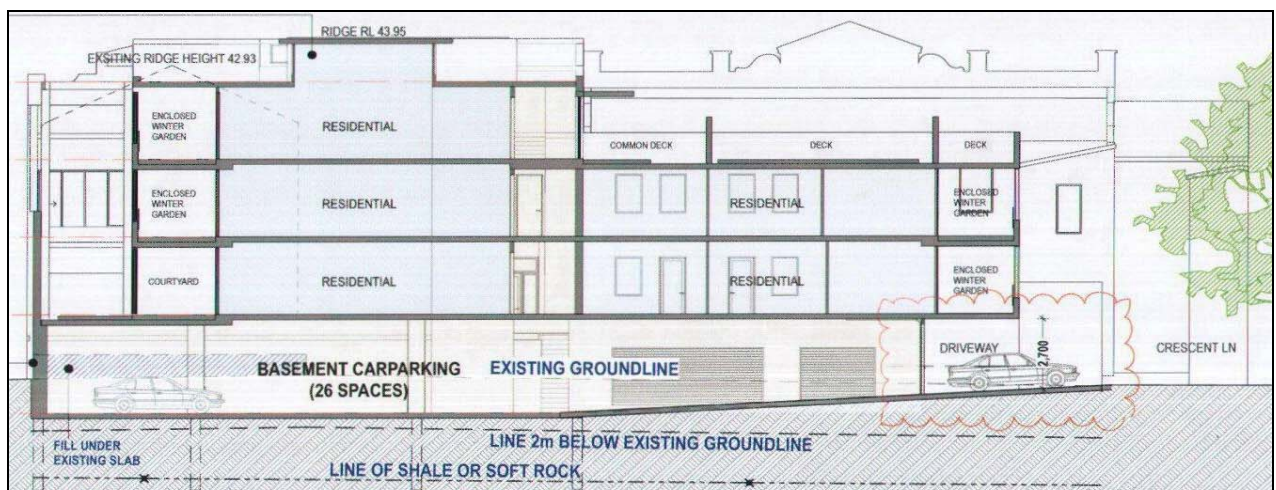 RIDGE RL 43.95
EXSITING RIDGE HEIGHT 42.93
ENCLOSED
WINTER
GARDEN
RESIDENTIAL
COMMON DECK
DECK
DECK
ENCLOSED
WINTER
GARDEN
RESIDENTIAL
RESIDENTIAL
ENCLOSED
WINTER
GARDEN
COURTYARD
RESIDENTIAL
RESIDENTIAL
ENCLOSED
WINTER
GARDEN
BASEMENT CARPARKING
(26 SPACES)
EXISTING GROUNDLINE
DRIVEWAY
2,700
CRESCENT LN
FILL UNDER
EXISTING SLAB
LINE 2m BELOW EXISTING GROUNDLINE
LINE OF SHALE OR SOFT ROCK